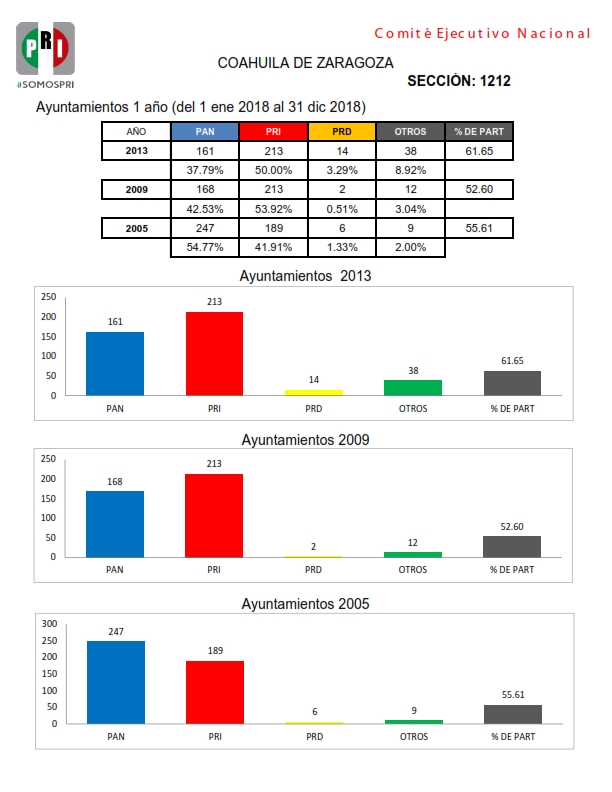 Comité Ejecutivo Nacional
PRI
#SOMOSPRI
COAHUILA DE ZARAGOZA
SECCIÓN: 1212
Ayuntamientos 1 año (del 1 ene 2018 al 31 dic 2018)
AÑO PAN PRI PRD OTROS % DE PART
2013 161 213 14 38 61.65
37.79% 50.00% 3.29% 8.92%
2009 168 213 2 12 52.60
42.53% 53.92% 0.51% 3.04%
2005 247 189 6 9 55.61
54.77% 41.91% 1.33% 2.00%
Ayuntamientos 2013
250
200
150
100
50
0
161 213 14 38 61.65
PAN PRI PRD OTROS % DE PART
Ayuntamientos 2009
250
200
150
100
50
0
168 213 2 12 52.60
PAN PRI PRD OTROS % DE PART
Ayuntamientos 2005
300
250
200
150
100
50
0
247 189 6 9 55.61
PAN PRI PRD OTROS % DE PART